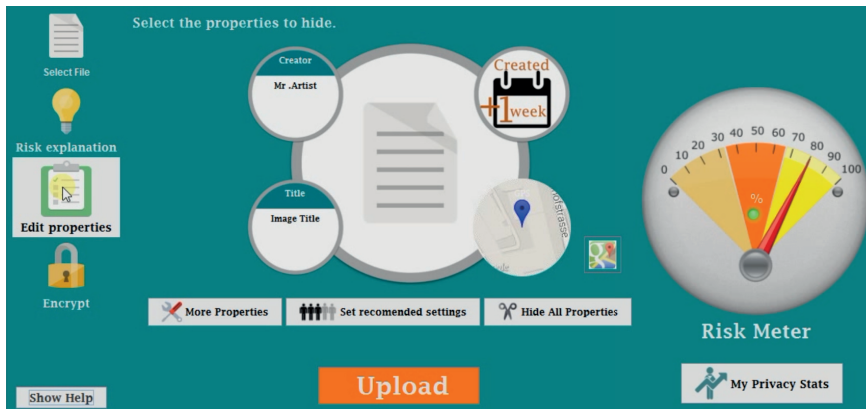 Select the properties to hide.
Select File
Risk explanation
Edit properties
Encrypt
Show Help
Creator
Mr .Artist
Created
+1 week
Title
Image Title
ofstrasse
More Properties
Set recomended settings
Hide All Properties
Upload
0 10 20 30 40 50 60 70 80 90 100
%
Risk Meter
My Privacy Stats